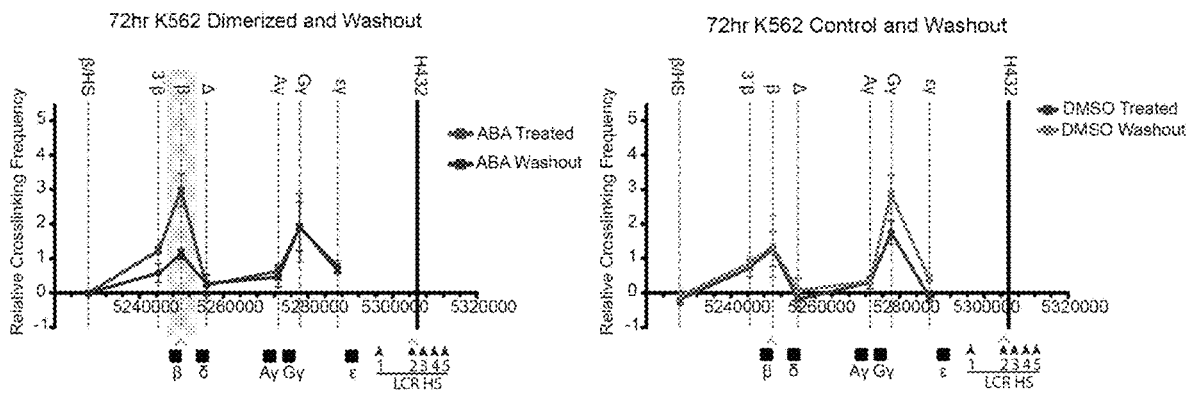 72hr K562 Dimerized and Washout
β/HS 3'β β Δ Aγ Gγ εγ H432
Relative Crosslinking Frequency
5
4
3
2
1
0
-1
5240000 5260000 5280000 5300000 5320000
ABA Treated
ABA Washout
β δ Aγ Gγ ε 1 2 3 4 5
LCR HS
72hr K562 Control and Washout
β/HS 3'β β Δ Aγ Gγ εγ H432
Relative Crosslinking Frequency
5
4
3
2
1
0
-1
5240000 5260000 5280000 5300000 5320000
DMSO Treated
DMSO Washout
β δ Aγ Gγ ε 1 2 3 4 5
LCR HS